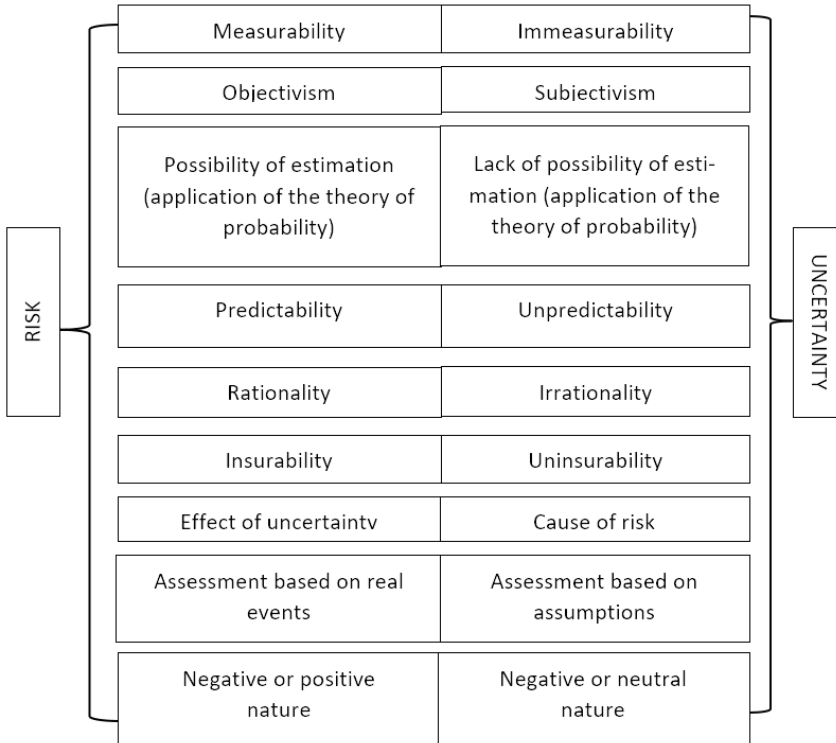 Measurability
Immeasurability
Objectivism
Subjectivism
Possibility of estimation
(application of the theory of
probability)
Lack of possibility of esti-
mation (application of the
theory of probability)
RISK
UNCERTAINTY
Predictability
Unpredictability
Rationality
Irrationality
Insurability
Uninsurability
Effect of uncertainty
Cause of risk
Assessment based on real
events
Assessment based on
assumptions
Negative or positive
nature
Negative or neutral
nature